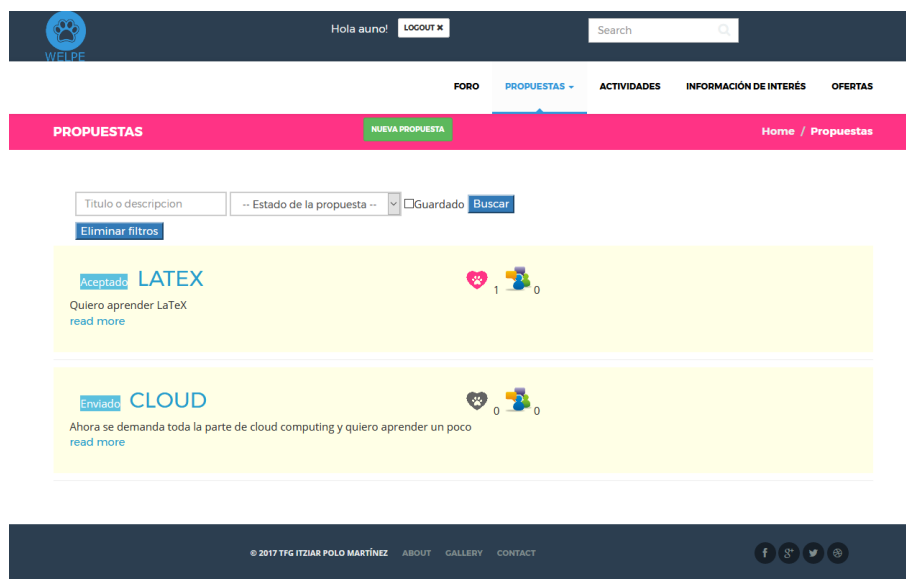 WELPE
Hola auno! LOGOUT ✖ Search
FORO PROPUESTAS ACTIVIDADES INFORMACIÓN DE INTERÉS OFERTAS
PROPUESTAS NUEVA PROPUESTA Home / Propuestas
Titulo o descripcion -- Estado de la propuesta -- Guardado Buscar
Eliminar filtros
Aceptado LATEX 1 0
Quiero aprender LaTeX
read more
Enviado CLOUD 0 0
Ahora se demanda toda la parte de cloud computing y quiero aprender un poco
read more
© 2017 TFG ITZIAR POLO MARTÍNEZ ABOUT GALLERY CONTACT f g+